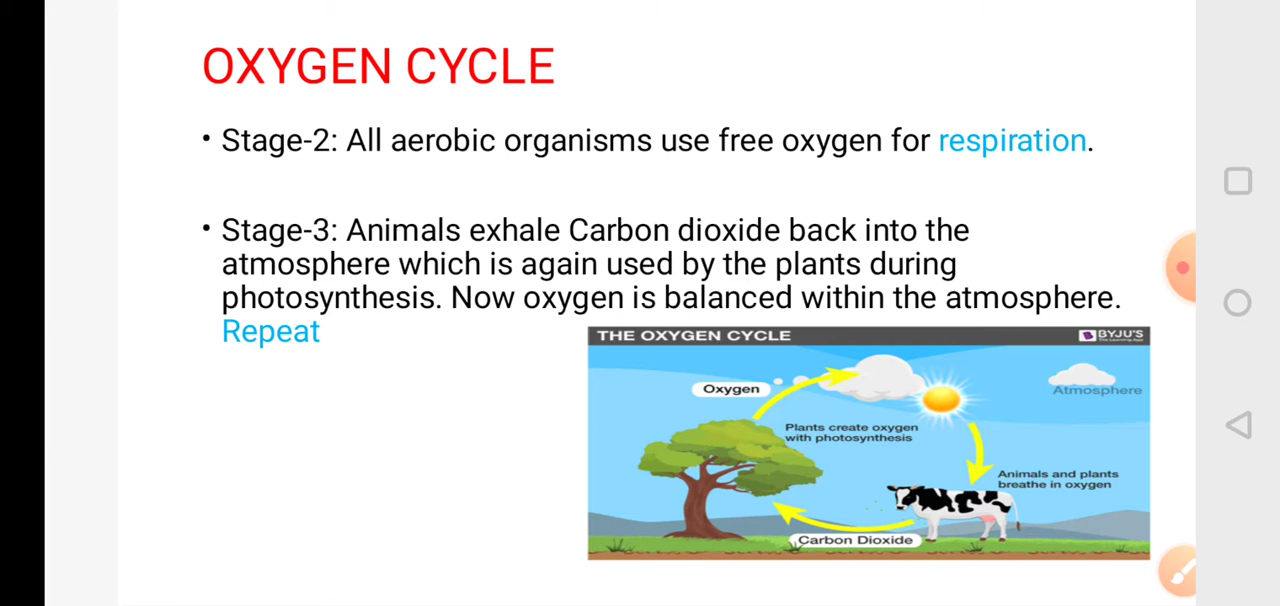 OXYGEN CYCLE
• Stage-2: All aerobic organisms use free oxygen for respiration.
• Stage-3: Animals exhale Carbon dioxide back into the
atmosphere which is again used by the plants during
photosynthesis. Now oxygen is balanced within the atmosphere.
Repeat
THE OXYGEN CYCLE
BYJU'S
The Learning App
Oxygen
Atmosphere
Plants create oxygen
with photosynthesis
Animals and plants
breathe in oxygen
Carbon Dioxide